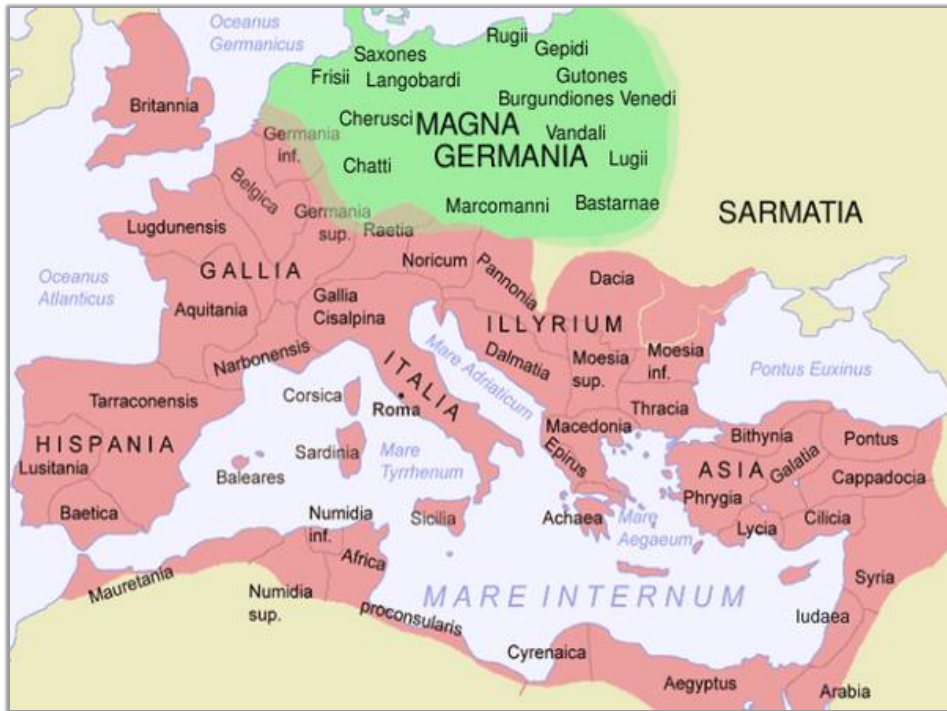 Oceanus
Germanicus
Rugii
Gepidi
Saxones
Frisii
Langobardi
Gutones
Burgundiones Venedi
Britannia
Cherusci
MAGNA
GERMANIA
Vandali
Lugii
Germania
inf.
Chatti
Belgica
Marcomanni
Bastarnae
SARMATIA
Germania
sup.
Raetia
Lugdunensis
Noricum
Pannonia
Dacia
GALLIA
Oceanus
Atlanticus
Aquitania
Gallia
Cisalpina
ILLYRIUM
Narbonensis
ITALIA
Mare Adriaticum
Dalmatia
Moesia
sup.
Moesia
inf.
Pontus Euxinus
Tarraconensis
Corsica
Roma
Thracia
HISPANIA
Macedonia
Bithynia
Pontus
Lusitania
Sardinia
Mare
Tyrrhenum
Epirus
ASIA
Galatia
Cappadocia
Baleares
Phrygia
Baetica
Numidia
inf.
Sicilia
Achaea
Mare
Aegaeum
Lycia
Cilicia
Africa
Mauretania
Numidia
sup.
proconsularis
MARE INTERNUM
Syria
Iudaea
Cyrenaica
Aegyptus
Arabia